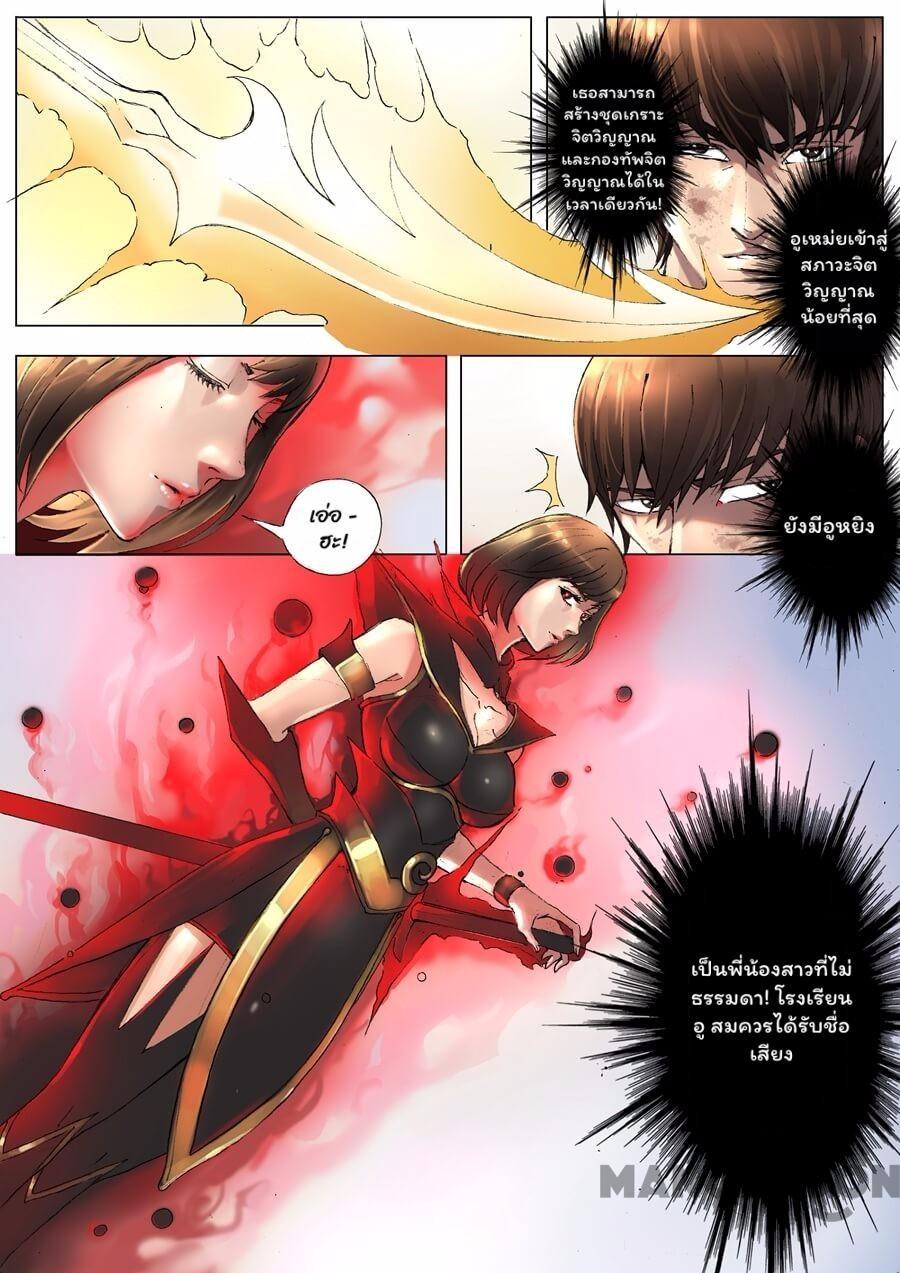 เธอสามารถ
สร้างชุดเกราะ
จิตวิญญาณ
และกองทัพจิต
วิญญาณได้ใน
เวลาเดียวกัน!
อูเหม่ยเข้าสู่
สภาวะจิต
วิญญาณ
น้อยที่สุด
เอ่อ -
ฮะ!
ยังมีอูหยิง
เป็นพี่น้องสาวที่ไม่
ธรรมดา! โรงเรียน
อู สมควรได้รับชื่อ
เสียง